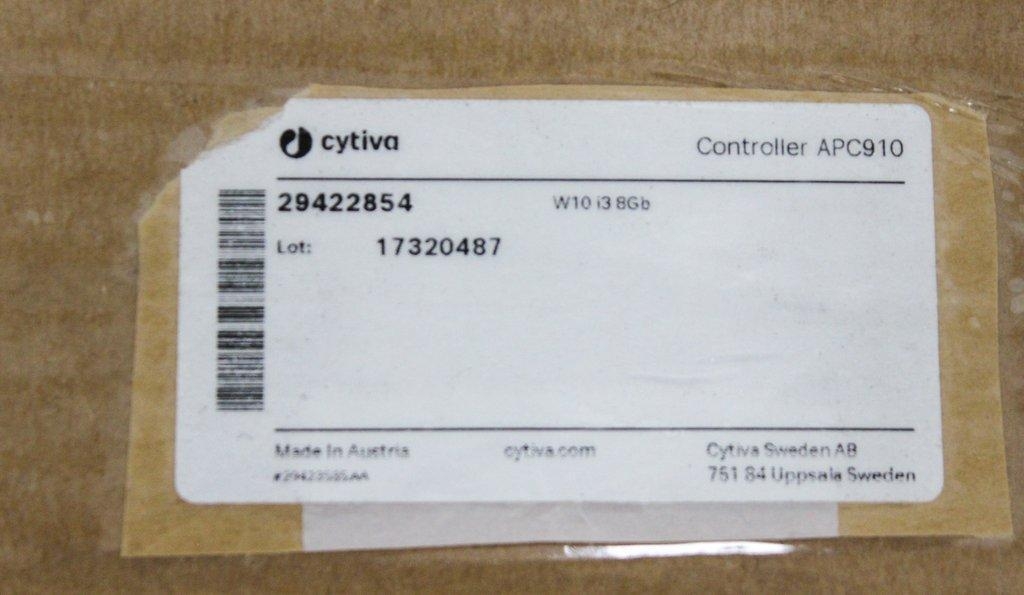 cytiva
Controller APC910
29422854
W10 i3 8Gb
Lot: 17320487
Made In Austria
cytiva.com
Cytiva Sweden AB
751 84 Uppsala Sweden